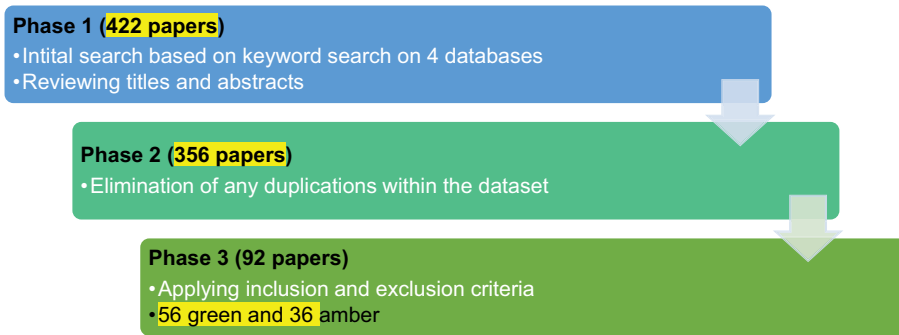 Phase 1 (422 papers)
•Intital search based on keyword search on 4 databases
•Reviewing titles and abstracts
Phase 2 (356 papers)
•Elimination of any duplications within the dataset
Phase 3 (92 papers)
•Applying inclusion and exclusion criteria
•56 green and 36 amber